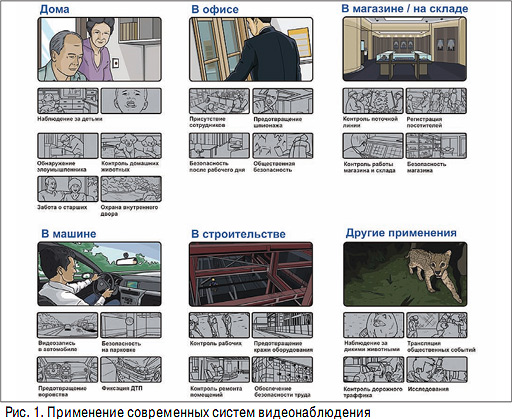 Дома
Наблюдение за детьми
Обнаружение
злоумышленника
Контроль домашних
животных
Забота о старших
Охрана внутреннего
двора
В офисе
Присутствие
сотрудников
Предотвращение
шпионажа
Безопасность
после рабочего дня
Общественная
безопасность
В магазине / на складе
Контроль поточной
линии
Регистрация
посетителей
Контроль работы
магазина и склада
Безопасность
магазина
В машине
Видеозапись
в автомобиле
Безопасность
на парковке
Предотвращение
воровства
Фиксация ДТП
В строительстве
Контроль рабочих
Предотвращение
кражи оборудования
Контроль ремонта
помещений
Обеспечение
безопасности труда
Другие применения
Наблюдение за
дикими животными
Трансляция
общественных событий
Контроль дорожного
траффика
Исследования
Рис. 1. Применение современных систем видеонаблюдения